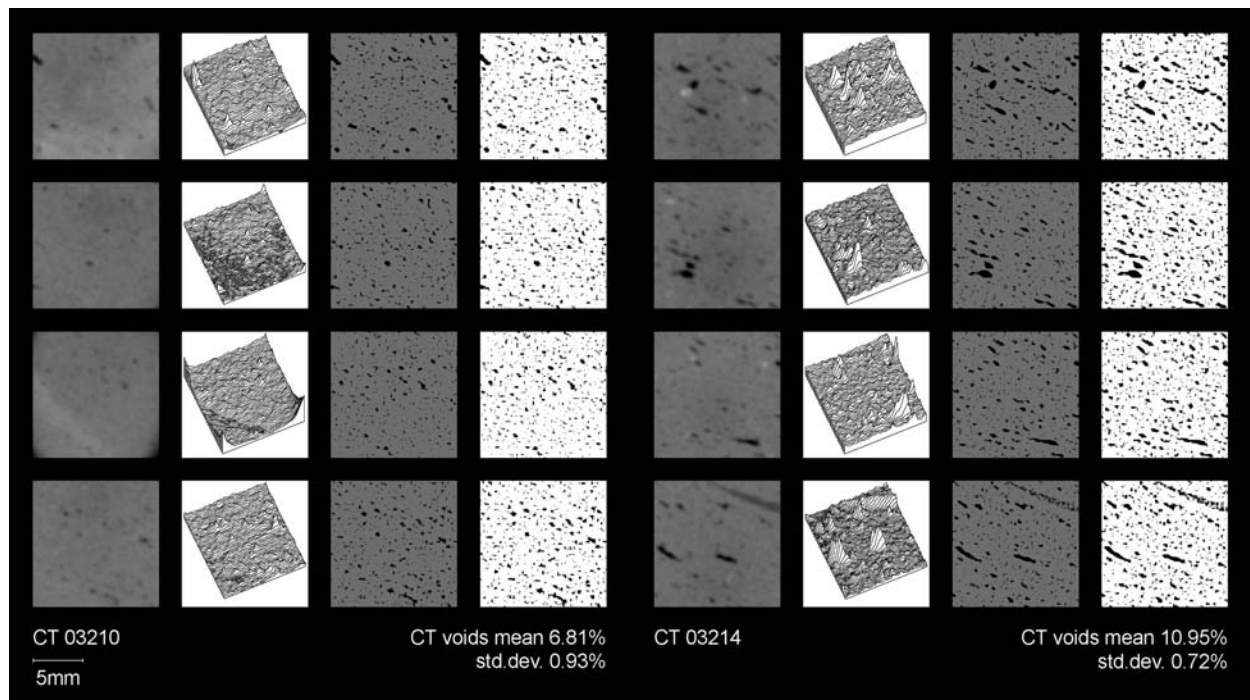 CT 03210
5mm
CT voids mean 6.81%
std.dev. 0.93%
CT 03214
CT voids mean 10.95%
std.dev. 0.72%